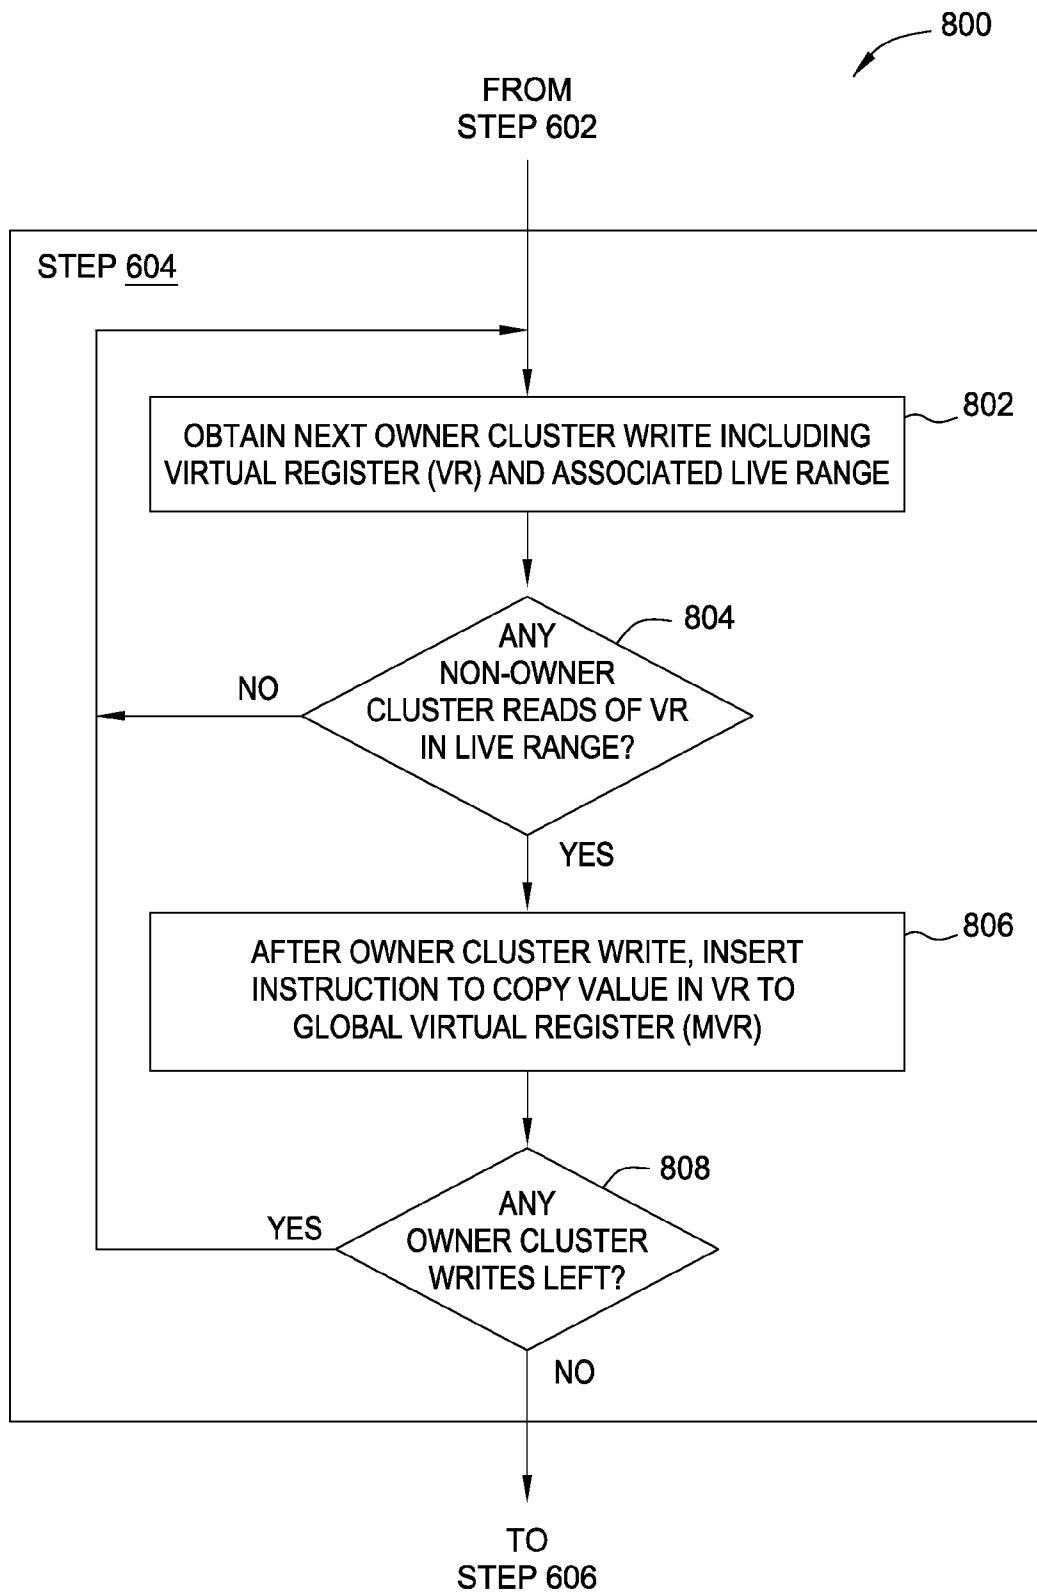 800
FROM
STEP 602
STEP 604
802
OBTAIN NEXT OWNER CLUSTER WRITE INCLUDING
VIRTUAL REGISTER (VR) AND ASSOCIATED LIVE RANGE
804
ANY
NON-OWNER
CLUSTER READS OF VR
IN LIVE RANGE?
NO
YES
806
AFTER OWNER CLUSTER WRITE, INSERT
INSTRUCTION TO COPY VALUE IN VR TO
GLOBAL VIRTUAL REGISTER (MVR)
808
ANY
OWNER CLUSTER
WRITES LEFT?
YES
NO
TO
STEP 606